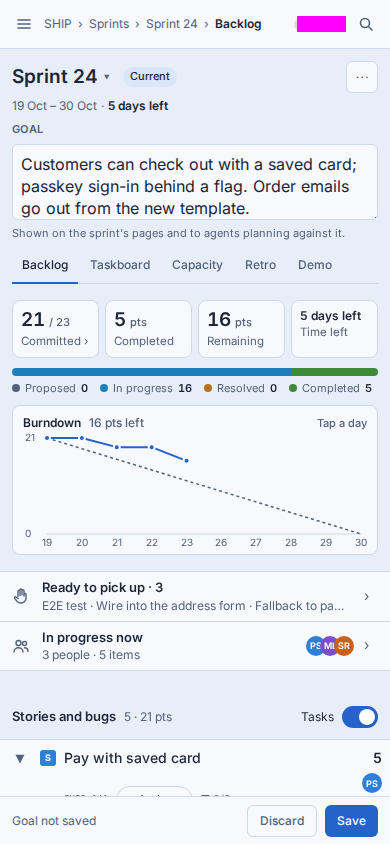 SHIP › Sprints › Sprint 24 › Backlog
Sprint 24 ▾ Current ...
19 Oct – 30 Oct · 5 days left
GOAL
Customers can check out with a saved card;
passkey sign-in behind a flag. Order emails
go out from the new template.
Shown on the sprint's pages and to agents planning against it.
Backlog Taskboard Capacity Retro Demo
21 / 23 5 pts 16 pts 5 days left
Committed › Completed Remaining Time left
Proposed 0 In progress 16 Resolved 0 Completed 5
Burndown 16 pts left Tap a day
21
0
19 20 21 22 23 26 27 28 29 30
Ready to pick up · 3
E2E test · Wire into the address form · Fallback to pa…
In progress now PS SR
3 people · 5 items
Stories and bugs 5 · 21 pts Tasks
S Pay with saved card 5
PS
Goal not saved Discard Save